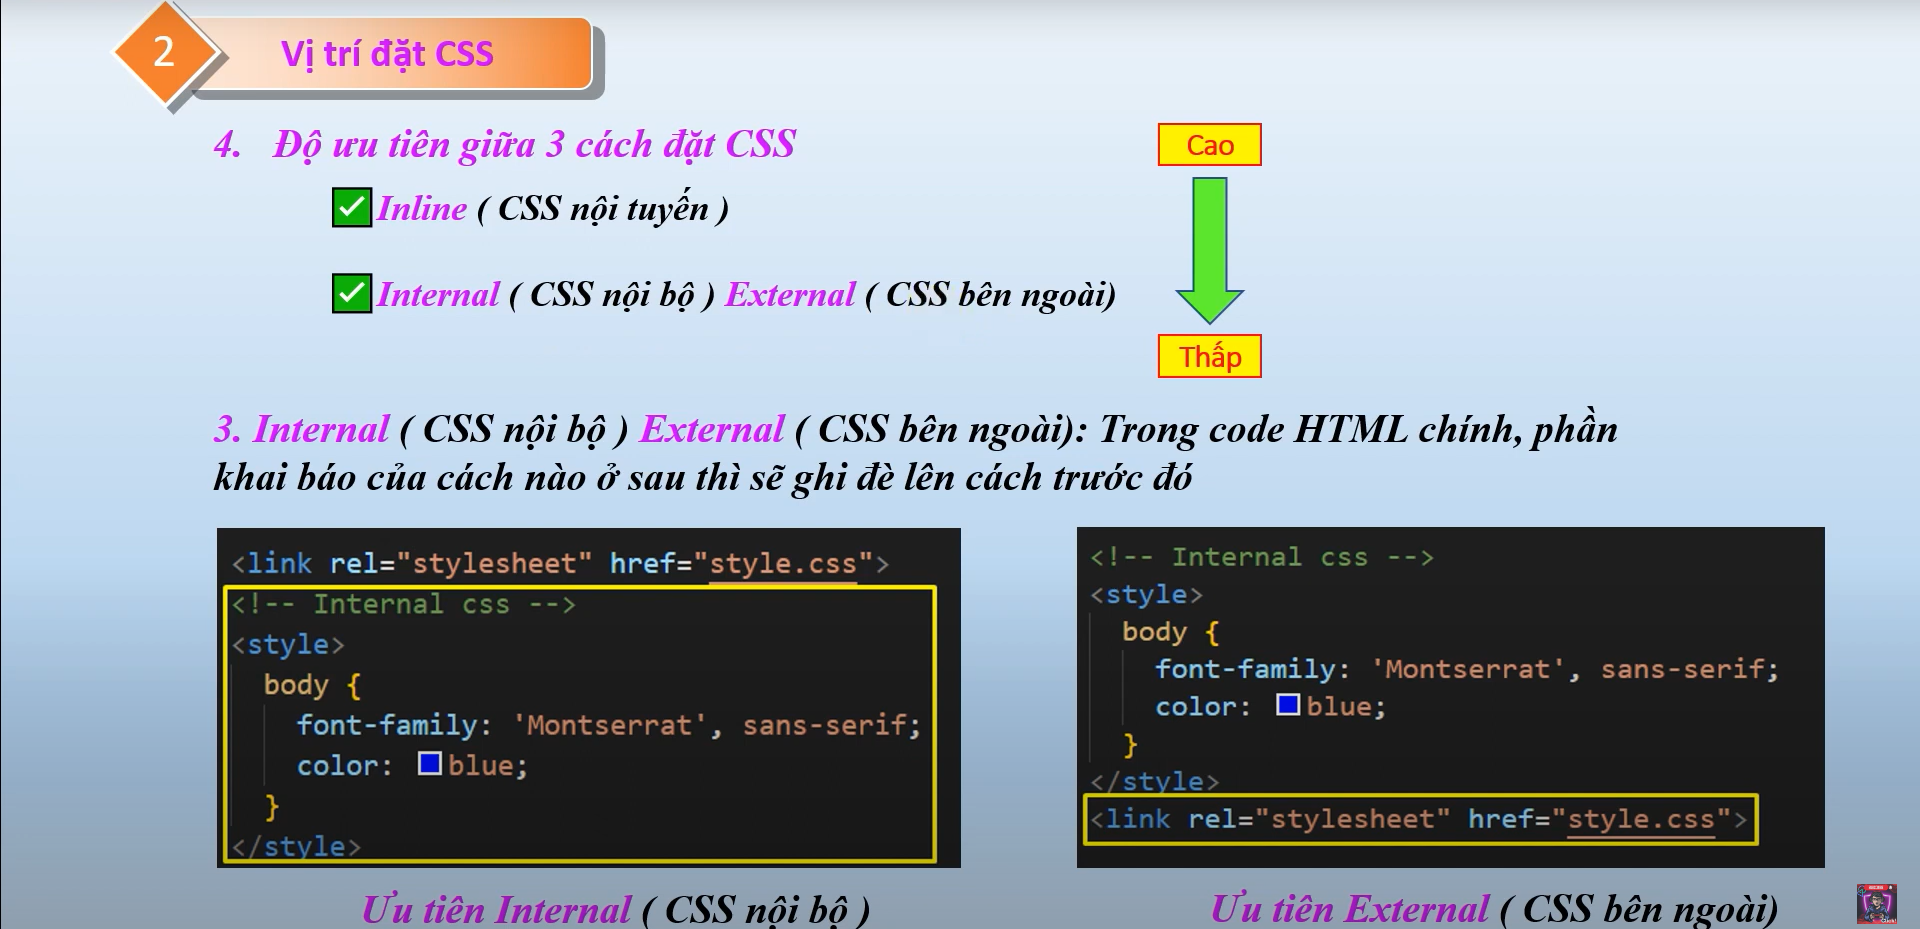 2
Vị trí đặt CSS
4. Độ ưu tiên giữa 3 cách đặt CSS
Inline ( CSS nội tuyến )
Internal ( CSS nội bộ ) External ( CSS bên ngoài)
Cao
Thấp
3. Internal ( CSS nội bộ ) External ( CSS bên ngoài): Trong code HTML chính, phần
khai báo của cách nào ở sau thì sẽ ghi đè lên cách trước đó
<link rel="stylesheet" href="style.css">
<!-- Internal css -->
<style>
body {
font-family: 'Montserrat', sans-serif;
color: blue;
}
</style>
Ưu tiên Internal ( CSS nội bộ )
<!-- Internal css -->
<style>
body {
font-family: 'Montserrat', sans-serif;
color: blue;
}
</style>
<link rel="stylesheet" href="style.css">
Ưu tiên External ( CSS bên ngoài)